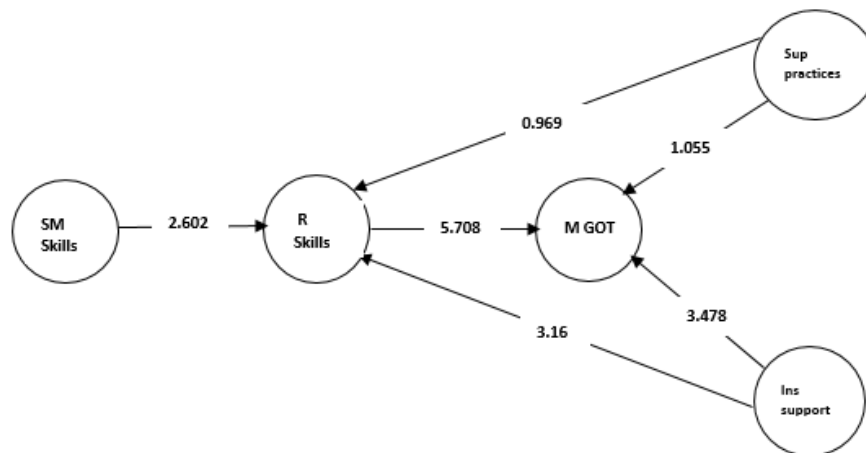 Sup
practices
0.969
1.055
SM
Skills
2.602
R
Skills
5.708
M GOT
3.478
3.16
Ins
support